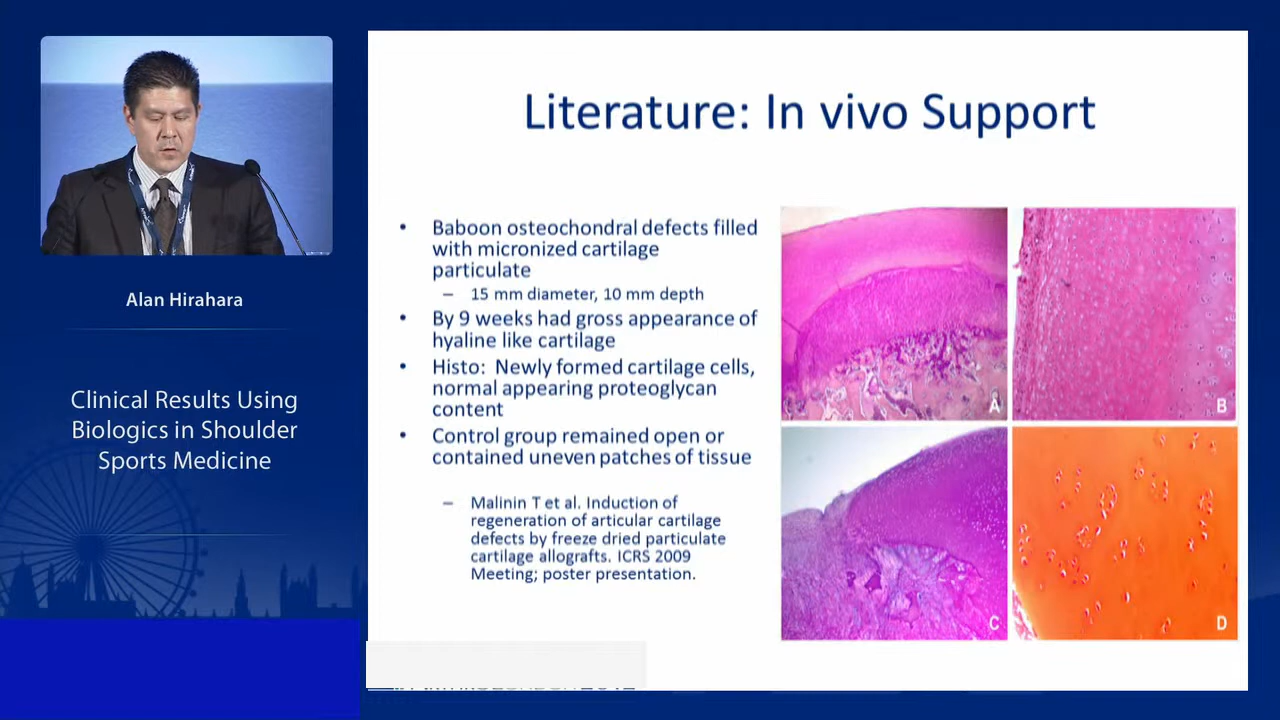 Literature: In vivo Support
• Baboon osteochondral defects filled
with micronized cartilage
particulate
– 15 mm diameter, 10 mm depth
• By 9 weeks had gross appearance of
hyaline like cartilage
• Histo: Newly formed cartilage cells,
normal appearing proteoglycan
content
• Control group remained open or
contained uneven patches of tissue
– Malinin T et al. Induction of
regeneration of articular cartilage
defects by freeze dried particulate
cartilage allografts. ICRS 2009
Meeting; poster presentation.
A
B
C
D
Alan Hirahara
Clinical Results Using
Biologics in Shoulder
Sports Medicine